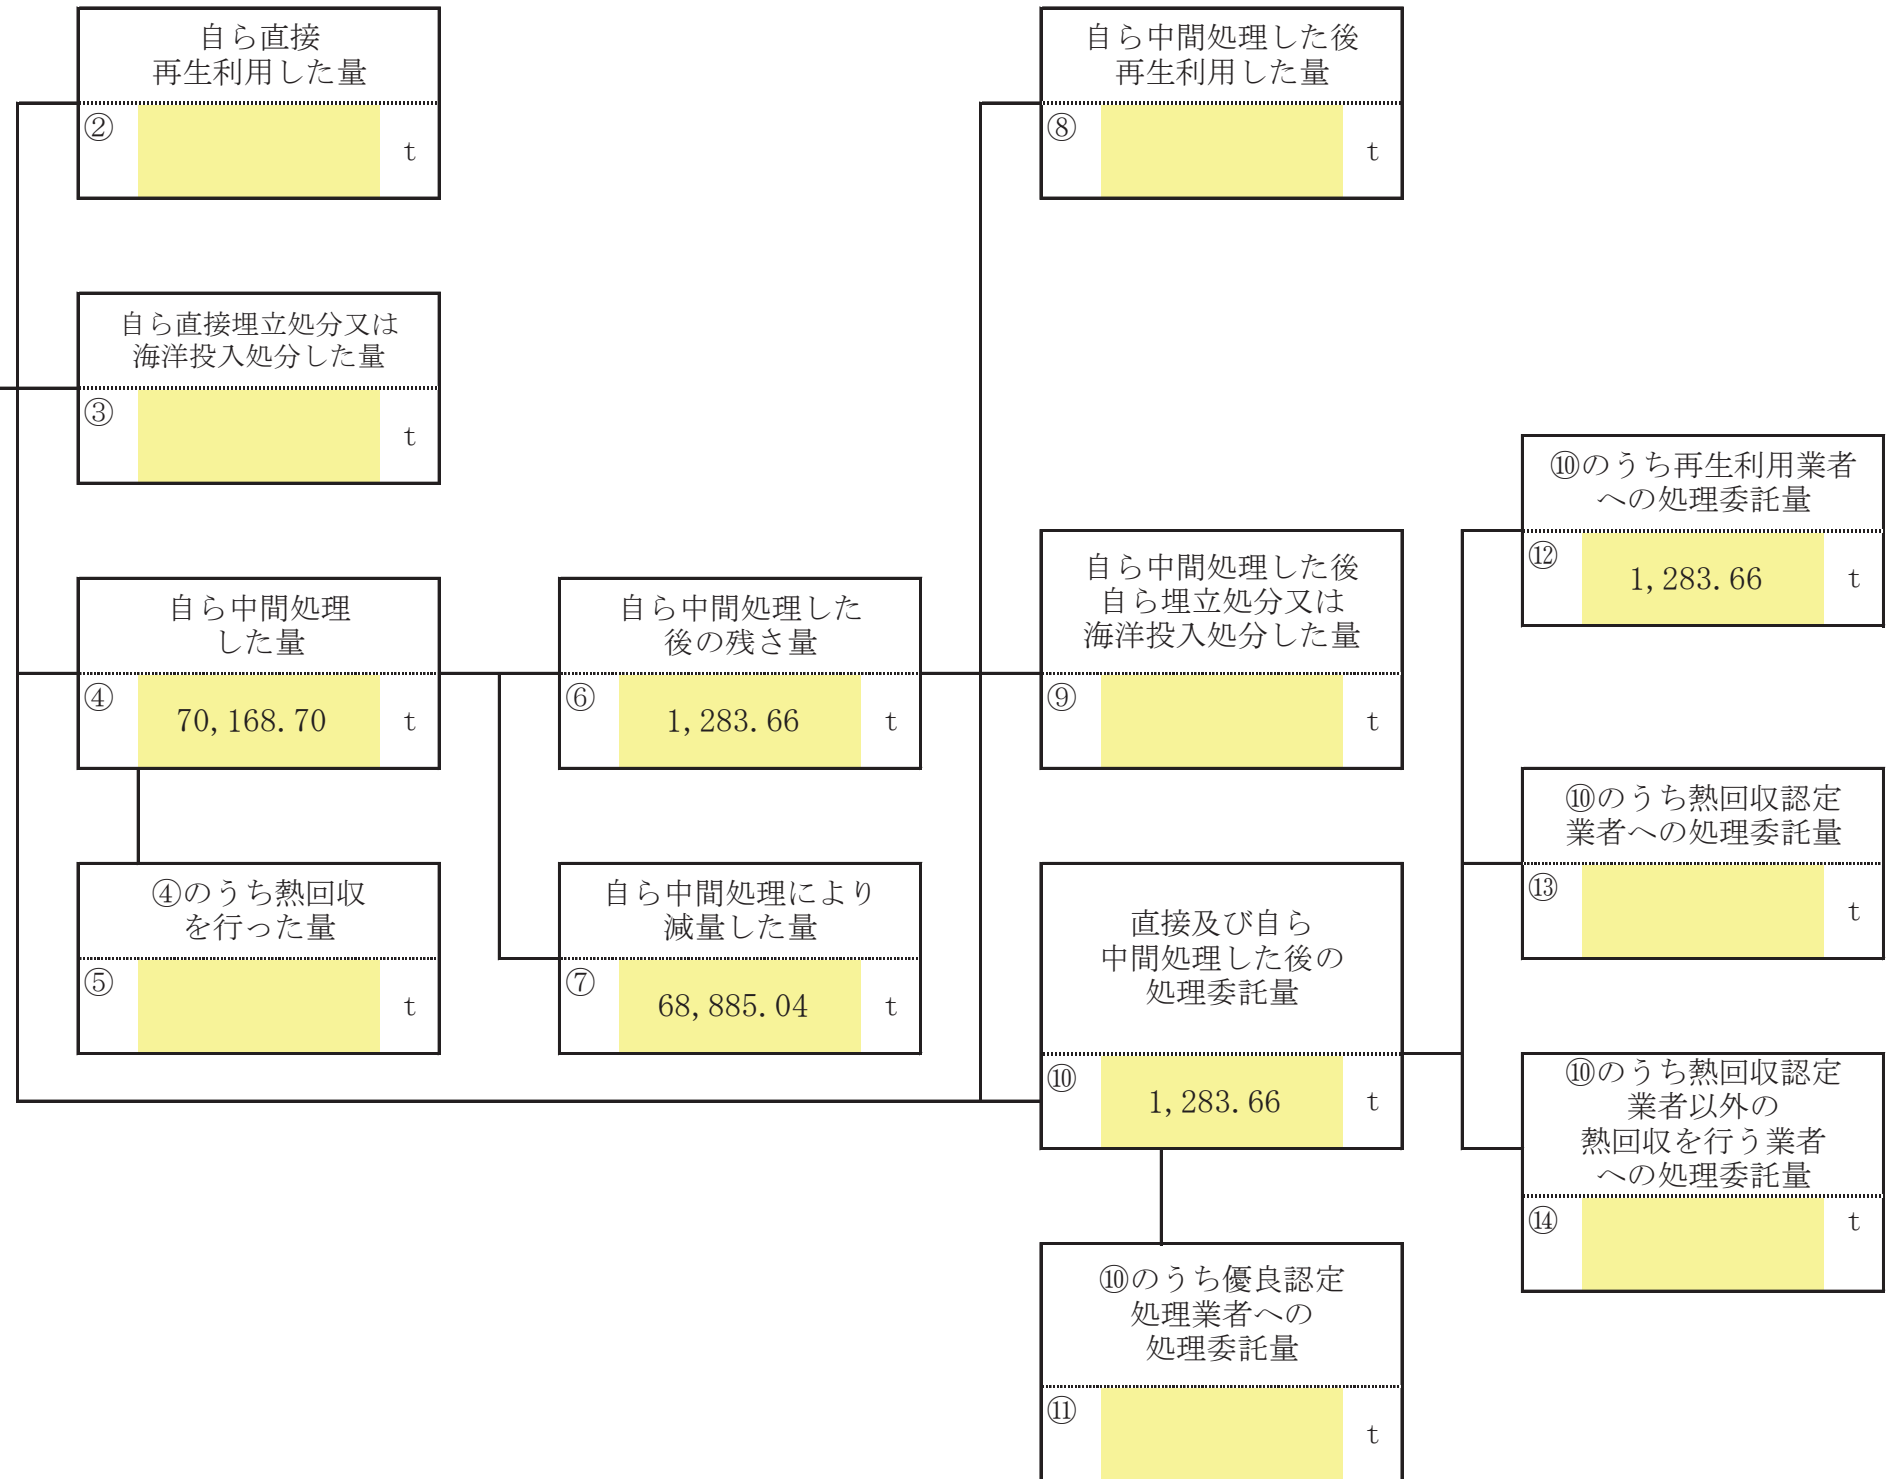 自ら直接
再生利用した量
②
t
自ら中間処理した後
再生利用した量
⑧
t
自ら直接埋立処分又は
海洋投入処分した量
③
t
⑩のうち再生利用業者
への処理委託量
⑫
1,283.66
t
自ら中間処理
した量
④
70,168.70
t
自ら中間処理した
後の残さ量
⑥
1,283.66
t
自ら中間処理した後
自ら埋立処分又は
海洋投入処分した量
⑨
t
⑩のうち熱回収認定
業者への処理委託量
⑬
t
④のうち熱回収
を行った量
⑤
t
自ら中間処理により
減量した量
⑦
68,885.04
t
直接及び自ら
中間処理した後の
処理委託量
⑩
1,283.66
t
⑩のうち熱回収認定
業者以外の
熱回収を行う業者
への処理委託量
⑭
t
⑩のうち優良認定
処理業者への
処理委託量
⑪
t